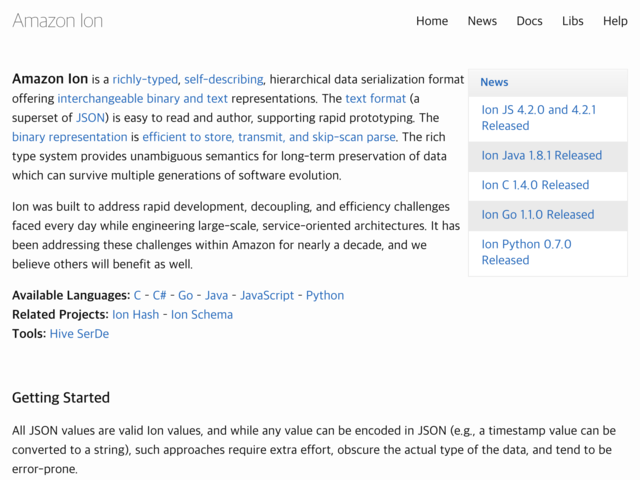 Amazon Ion
Home News Docs Libs Help
Amazon Ion is a richly-typed, self-describing, hierarchical data serialization format
offering interchangeable binary and text representations. The text format (a
superset of JSON) is easy to read and author, supporting rapid prototyping. The
binary representation is efficient to store, transmit, and skip-scan parse. The rich
type system provides unambiguous semantics for long-term preservation of data
which can survive multiple generations of software evolution.
Ion was built to address rapid development, decoupling, and efficiency challenges
faced every day while engineering large-scale, service-oriented architectures. It has
been addressing these challenges within Amazon for nearly a decade, and we
believe others will benefit as well.
Available Languages: C - C# - Go - Java - JavaScript - Python
Related Projects: Ion Hash - Ion Schema
Tools: Hive SerDe
News
Ion JS 4.2.0 and 4.2.1
Released
Ion Java 1.8.1 Released
Ion C 1.4.0 Released
Ion Go 1.1.0 Released
Ion Python 0.7.0
Released
Getting Started
All JSON values are valid Ion values, and while any value can be encoded in JSON (e.g., a timestamp value can be
converted to a string), such approaches require extra effort, obscure the actual type of the data, and tend to be
error-prone.